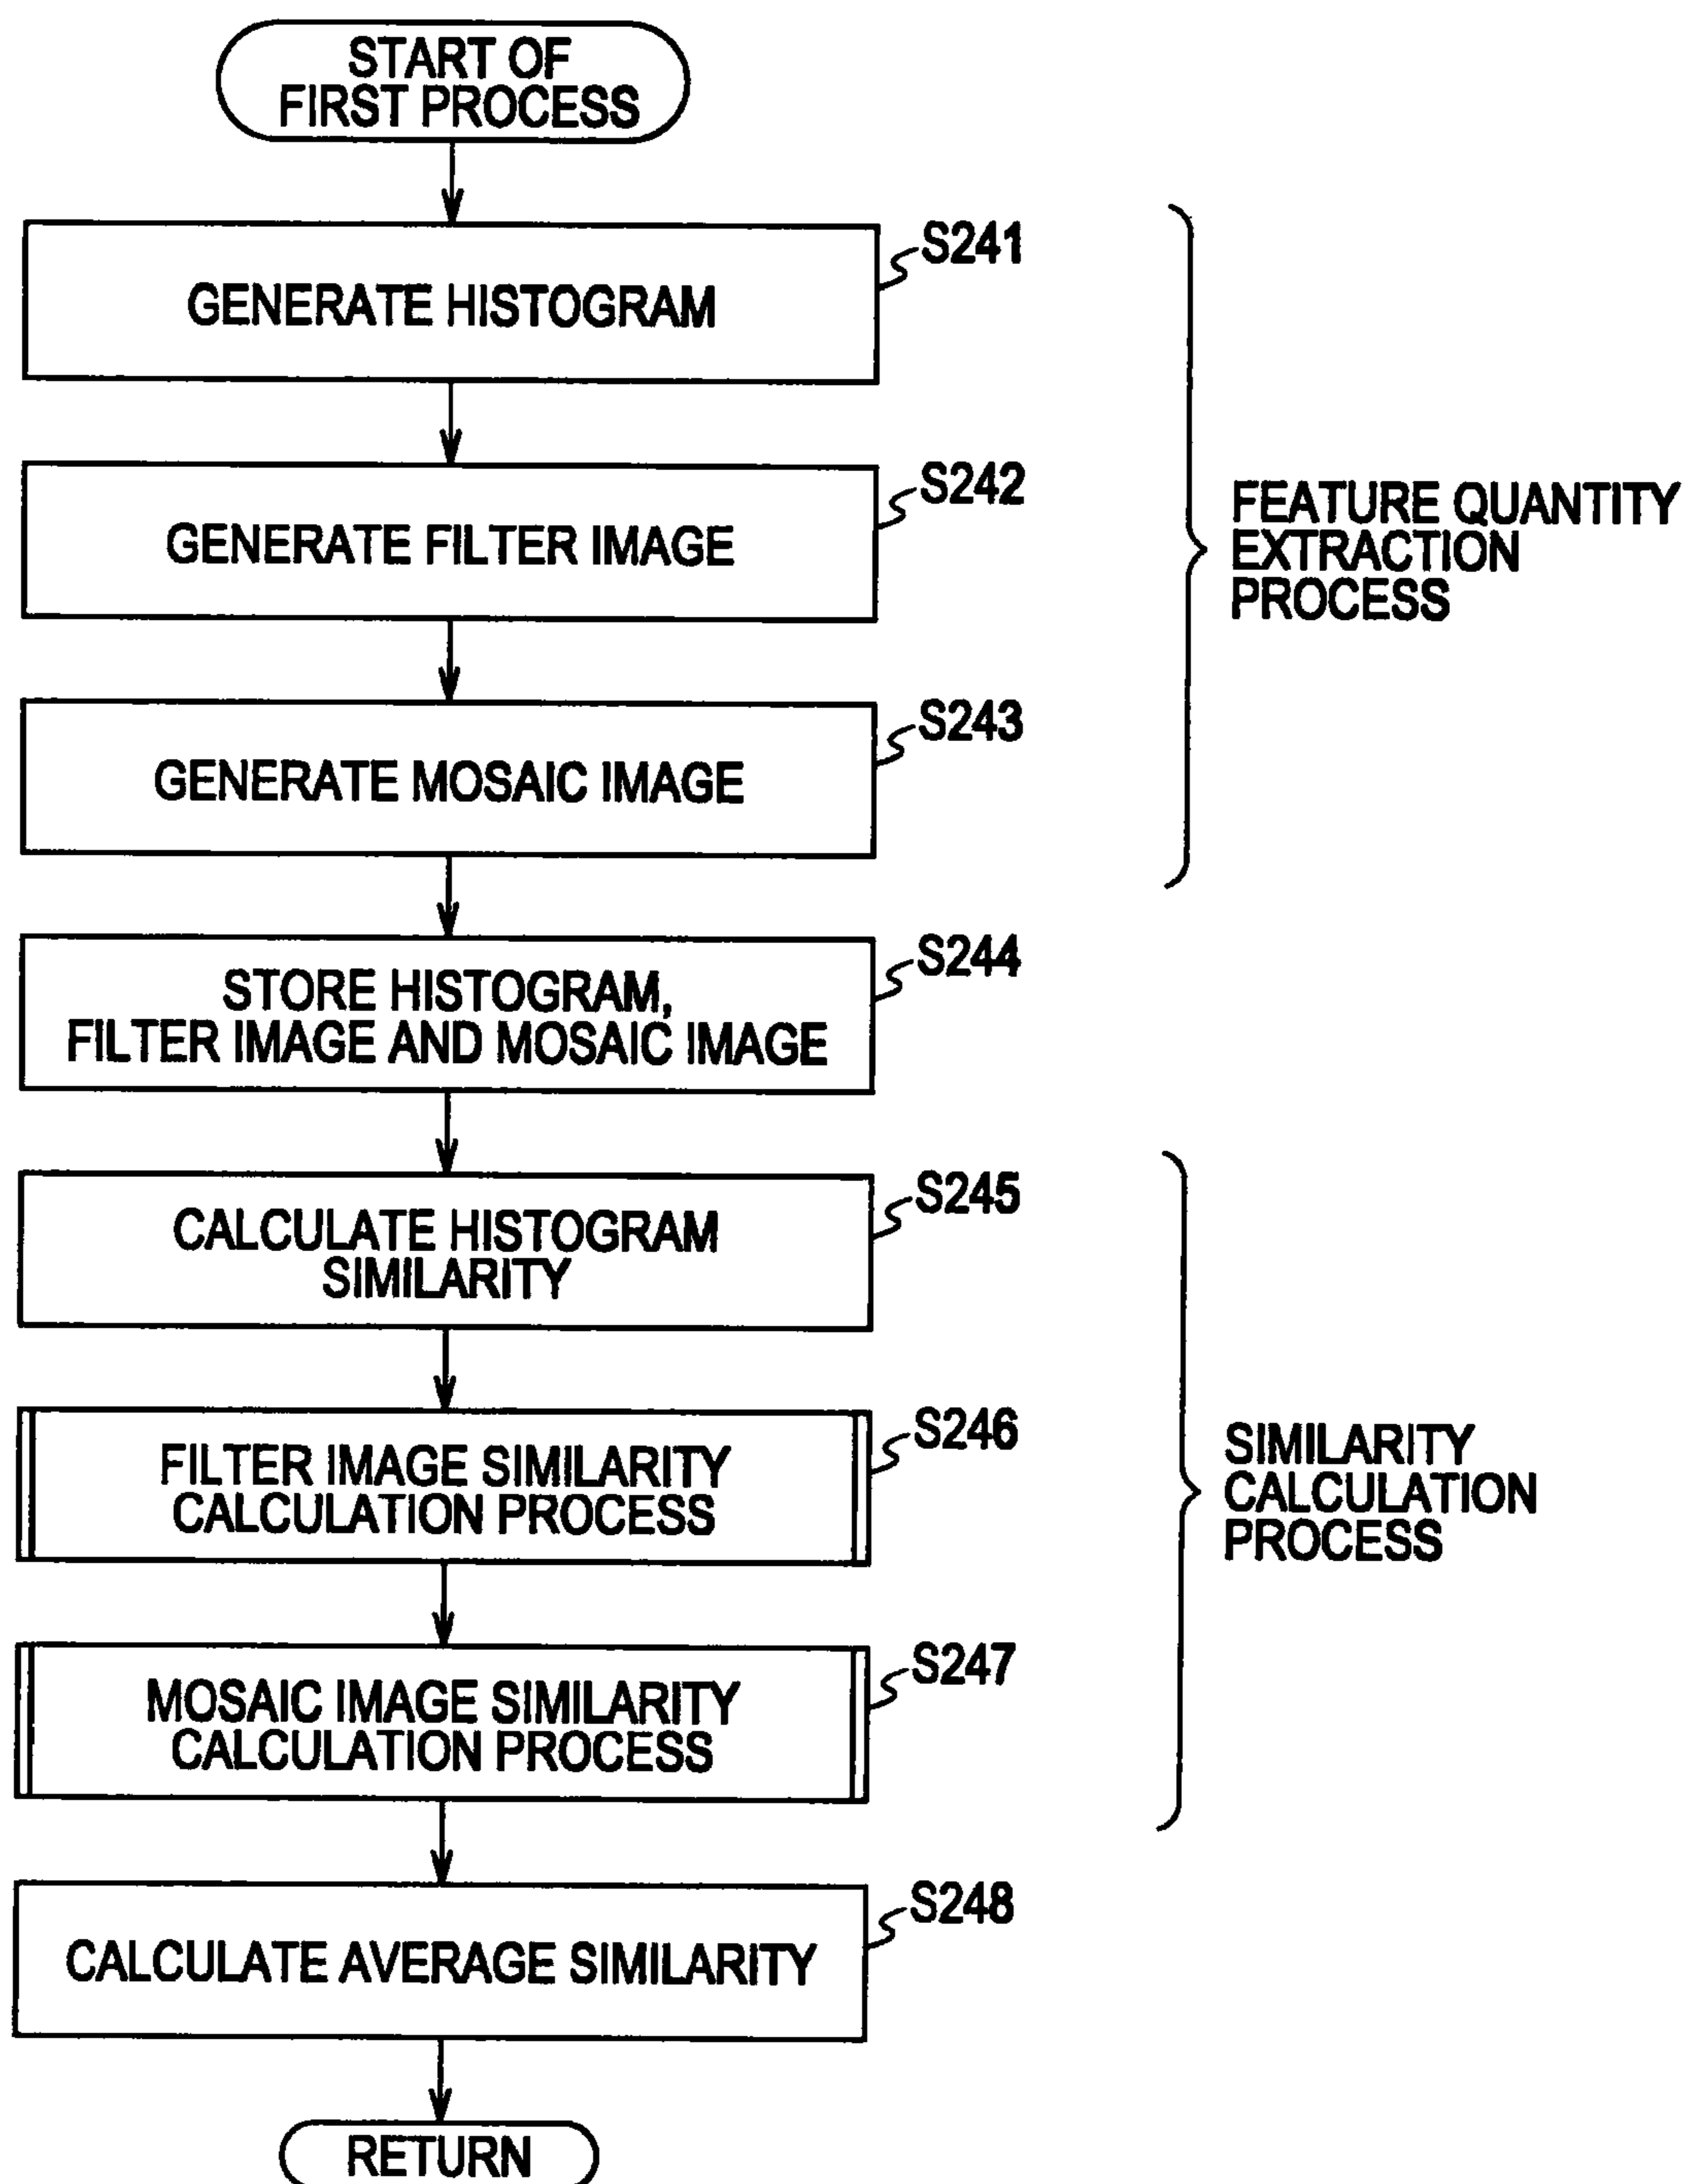 START OF
FIRST PROCESS
S241
GENERATE HISTOGRAM
S242
GENERATE FILTER IMAGE
FEATURE QUANTITY
EXTRACTION
PROCESS
S243
GENERATE MOSAIC IMAGE
S244
STORE HISTOGRAM,
FILTER IMAGE AND MOSAIC IMAGE
S245
CALCULATE HISTOGRAM
SIMILARITY
S246
FILTER IMAGE SIMILARITY
CALCULATION PROCESS
SIMILARITY
CALCULATION
PROCESS
S247
MOSAIC IMAGE SIMILARITY
CALCULATION PROCESS
S248
CALCULATE AVERAGE SIMILARITY
RETURN